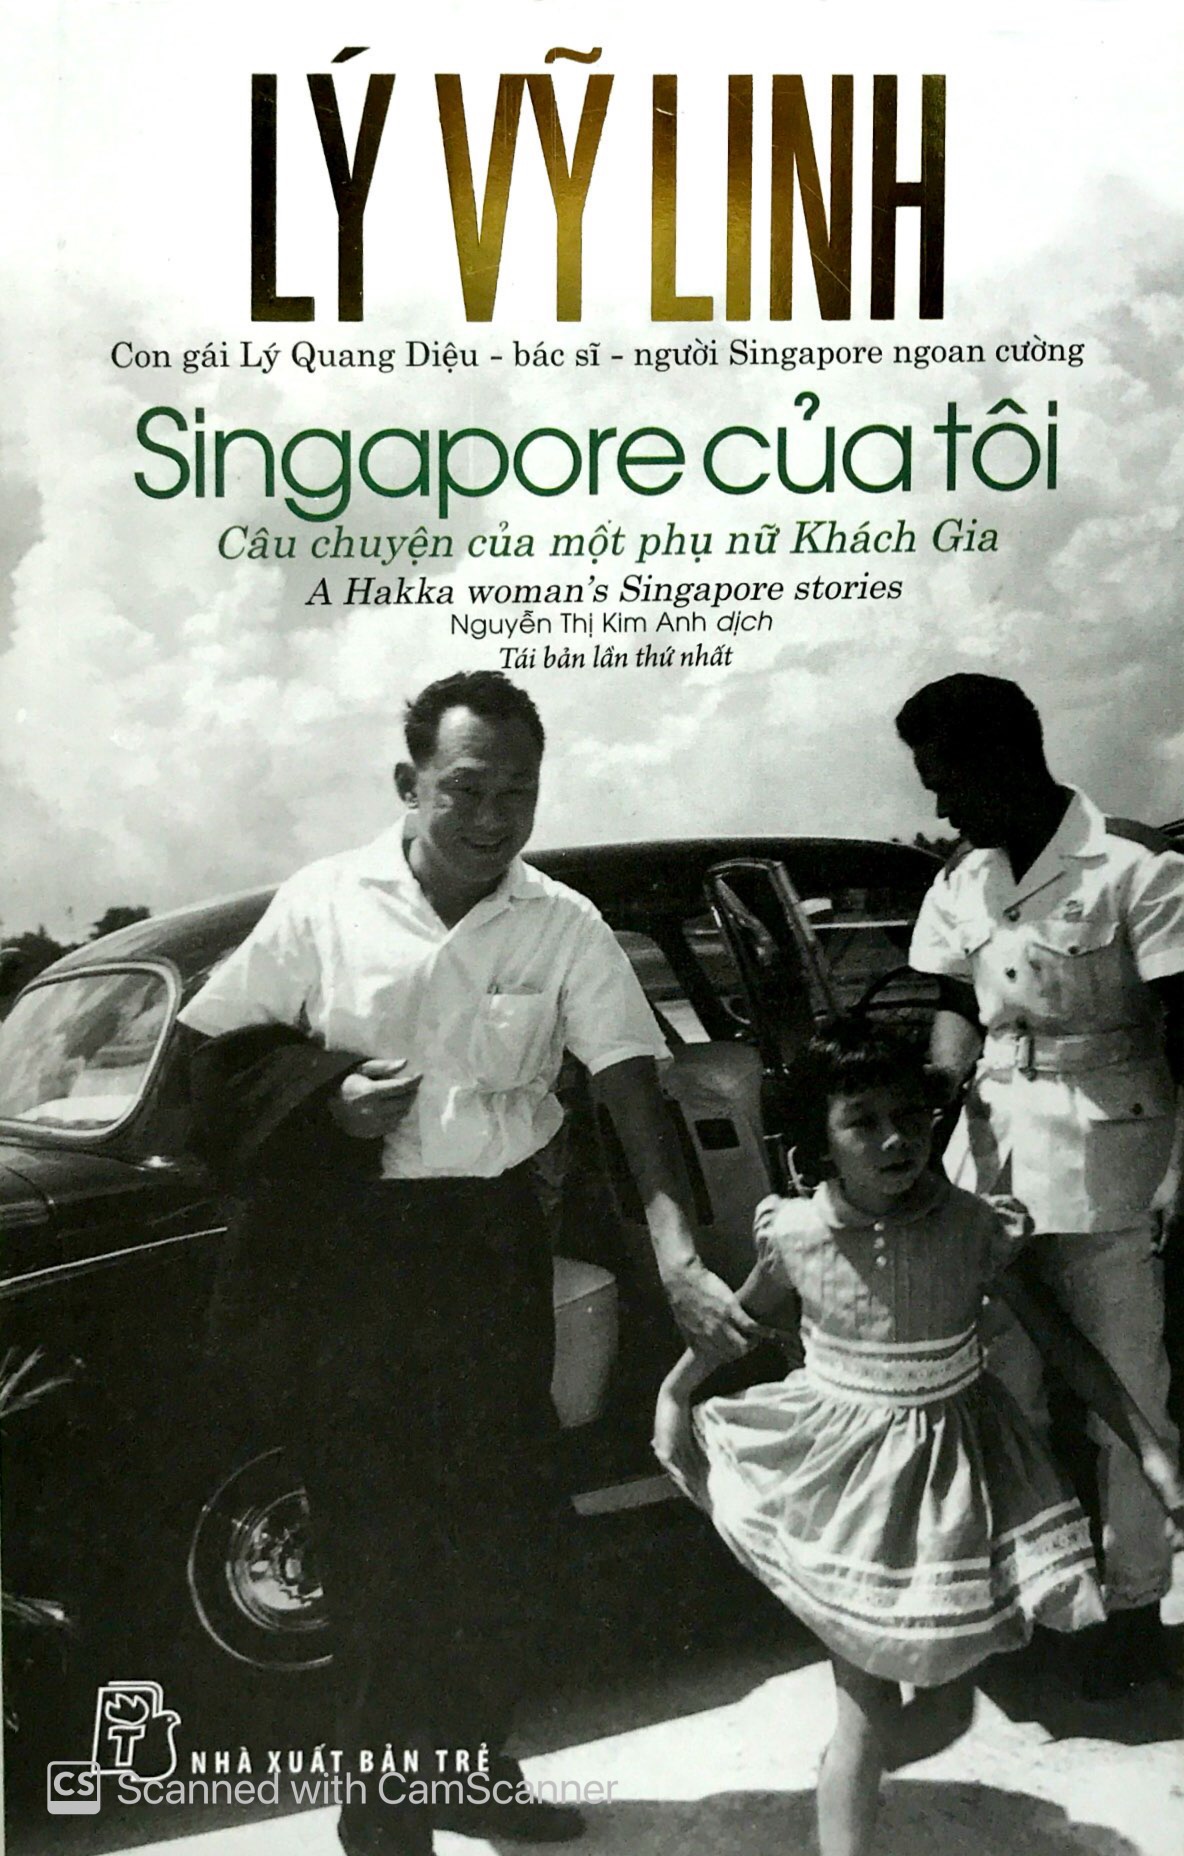 LÝ VỸ LINH
Con gái Lý Quang Diệu - bác sĩ - người Singapore ngoan cường
Singapore của tôi
Câu chuyện của một phụ nữ Khách Gia
A Hakka woman's Singapore stories
Nguyễn Thị Kim Anh dịch
Tái bản lần thứ nhất
T
NHÀ XUẤT BẢN TRẺ
CS Scanned with CamScanner